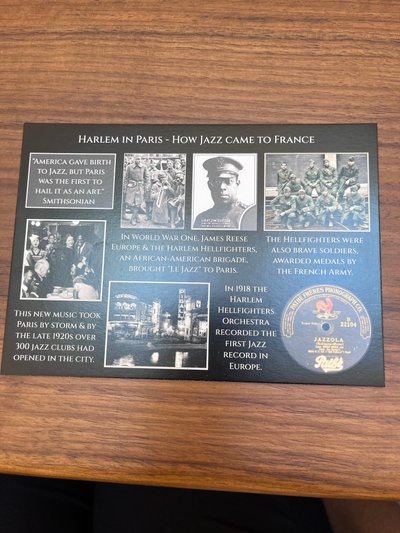 HARLEM IN PARIS - HOW JAZZ CAME TO FRANCE
"AMERICA GAVE BIRTH
TO JAZZ, BUT PARIS
WAS THE FIRST TO
HAIL IT AS AN ART."
SMITHSONIAN
IN WORLD WAR ONE, JAMES REESE
EUROPE & THE HARLEM HELLFIGHTERS,
AN AFRICAN-AMERICAN BRIGADE,
BROUGHT "LE JAZZ" TO PARIS.
THE HELLFIGHTERS WERE
ALSO BRAVE SOLDIERS,
AWARDED MEDALS BY
THE FRENCH ARMY.
THIS NEW MUSIC TOOK
PARIS BY STORM & BY
THE LATE 1920S OVER
300 JAZZ CLUBS HAD
OPENED IN THE CITY.
IN 1918 THE
HARLEM
HELLFIGHTERS
ORCHESTRA
RECORDED THE
FIRST JAZZ
RECORD IN
EUROPE.
PATHÉ FRÈRES PHONOGRAPH CO.
22104
JAZZOLA
Pathé